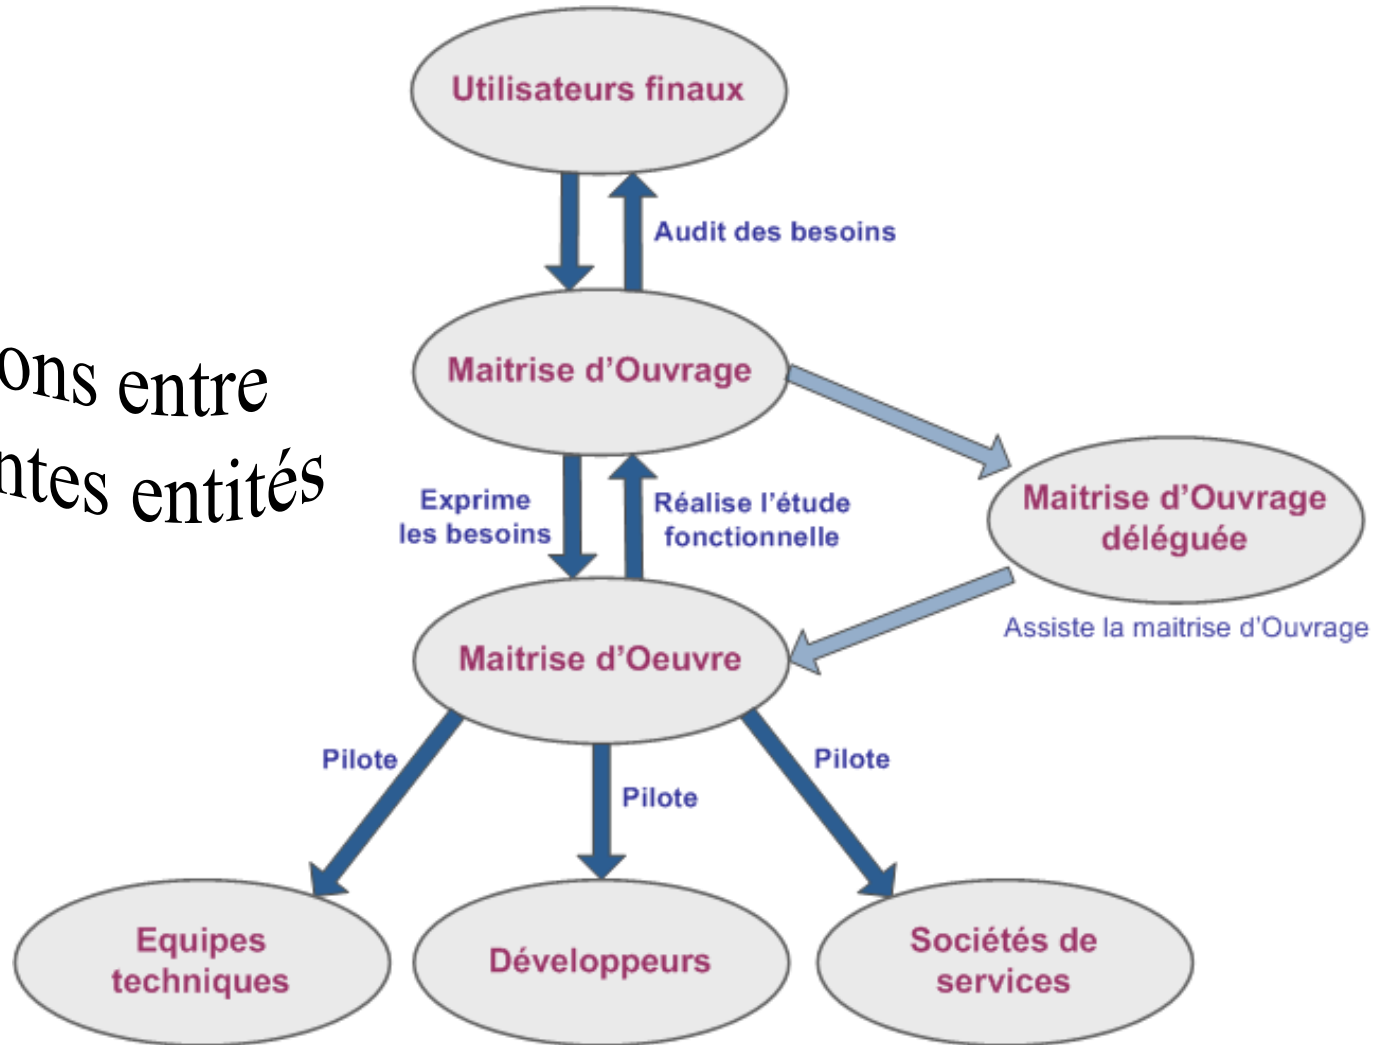 Utilisateurs finaux
Audit des besoins
ons entre
ntes entités
Maitrise d'Ouvrage
Exprime
les besoins
Réalise l'étude
fonctionnelle
Maitrise d'Ouvrage
déléguée
Assiste la maitrise d'Ouvrage
Maitrise d'Oeuvre
Pilote
Pilote
Pilote
Equipes
techniques
Développeurs
Sociétés de
services